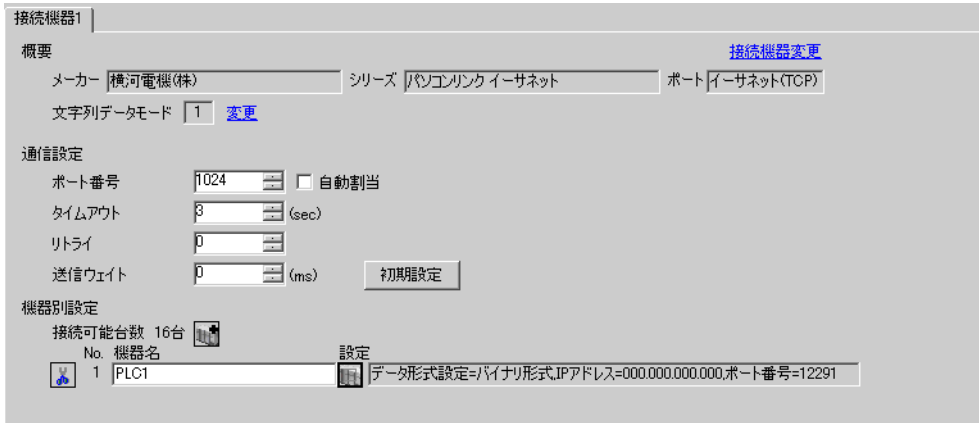 接続機器1
概要 接続機器変更
メーカー 横河電機(株) シリーズ パソコンリンク イーサネット ポート イーサネット(TCP)
文字列データモード 1 変更
通信設定
ポート番号 1024 自動割当
タイムアウト 3 (sec)
リトライ 0
送信ウェイト 0 (ms) 初期設定
機器別設定
接続可能台数 16台
No. 機器名 設定
1 PLC1 データ形式設定=バイナリ形式,IPアドレス=000.000.000.000,ポート番号=12291